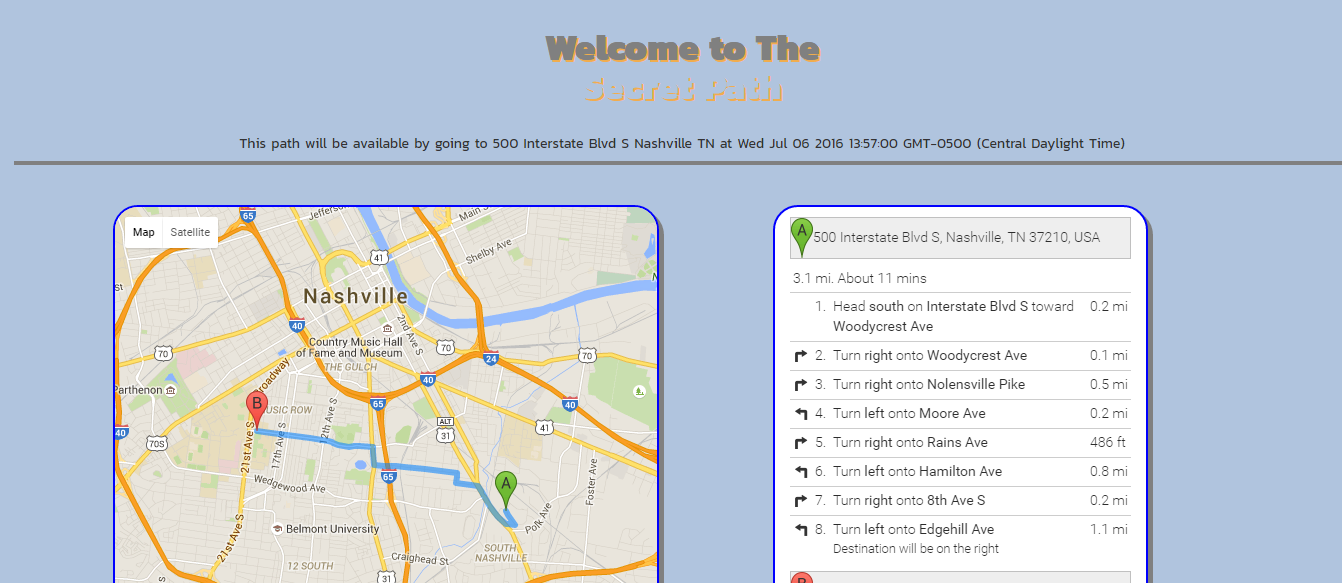 Welcome to The
Secret Path
This path will be available by going to 500 Interstate Blvd S Nashville TN at Wed Jul 06 2016 13:57:00 GMT-0500 (Central Daylight Time)
Map Satellite
65
Jefferson
Main St
41
Shelby Ave
St
Nashville
40
2nd Ave S
Country Music Hall
of Fame and Museum
70
70
24
70
THE GULCH
Broadway
Parthenon
40
65
40
B
MUSIC ROW
12th Ave S
ALT
31
41
40
70S
21st Ave S
17th Ave S
65
Wedgewood Ave
A
Foster Ave
Polk Ave
Belmont University
21st Ave S
Craighead St
SOUTH
NASHVILLE
12 SOUTH
31
A
500 Interstate Blvd S, Nashville, TN 37210, USA
3.1 mi. About 11 mins
1. Head south on Interstate Blvd S toward Woodycrest Ave 0.2 mi
2. Turn right onto Woodycrest Ave 0.1 mi
3. Turn right onto Nolensville Pike 0.5 mi
4. Turn left onto Moore Ave 0.2 mi
5. Turn right onto Rains Ave 486 ft
6. Turn left onto Hamilton Ave 0.8 mi
7. Turn right onto 8th Ave S 0.2 mi
8. Turn left onto Edgehill Ave 1.1 mi
Destination will be on the right
B